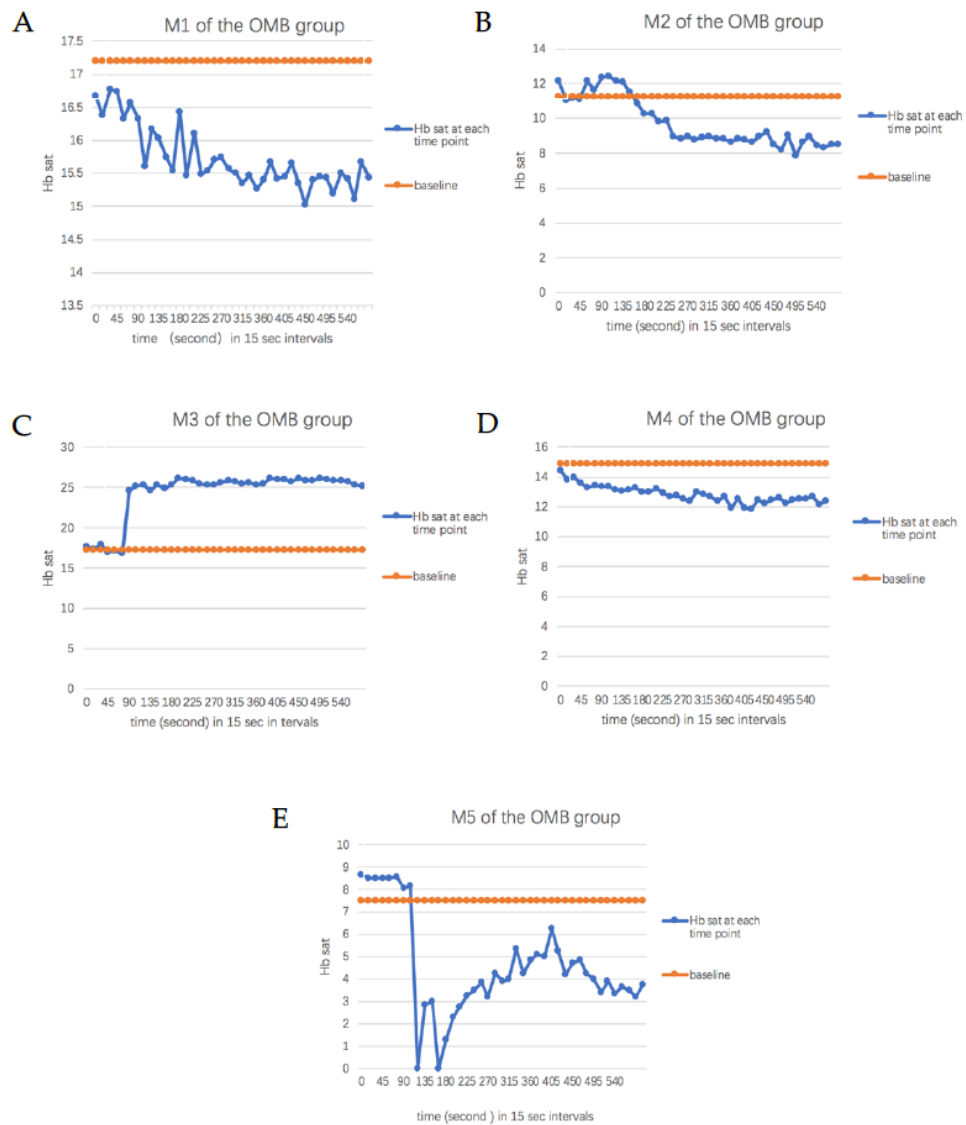 A
M1 of the OMB group
17.5
17
16.5
16
15.5
15
14.5
14
13.5
Hb sat
0 45 90 135 180 225 270 315 360 405 450 495 540
time （second）in 15 sec intervals
Hb sat at each
time point
baseline
B
M2 of the OMB group
14
12
10
8
6
4
2
0
Hb sat
0 45 90 135 180 225 270 315 360 405 450 495 540
time (second) in 15 sec intervals
Hb sat at each
time point
baseline
C
M3 of the OMB group
30
25
20
15
10
5
0
Hb sat
0 45 90 135 180 225 270 315 360 405 450 495 540
time (second) in 15 sec in tervals
Hb sat at each
time point
baseline
D
M4 of the OMB group
16
14
12
10
8
6
4
2
0
Hb sat
0 45 90 135 180 225 270 315 360 405 450 495 540
time (second) in 15 sec intervals
Hb sat at each
time point
baseline
E
M5 of the OMB group
10
9
8
7
6
5
4
3
2
1
0
Hb sat
0 45 90 135 180 225 270 315 360 405 450 495 540
time (second ) in 15 sec intervals
Hb sat at each
time point
baseline